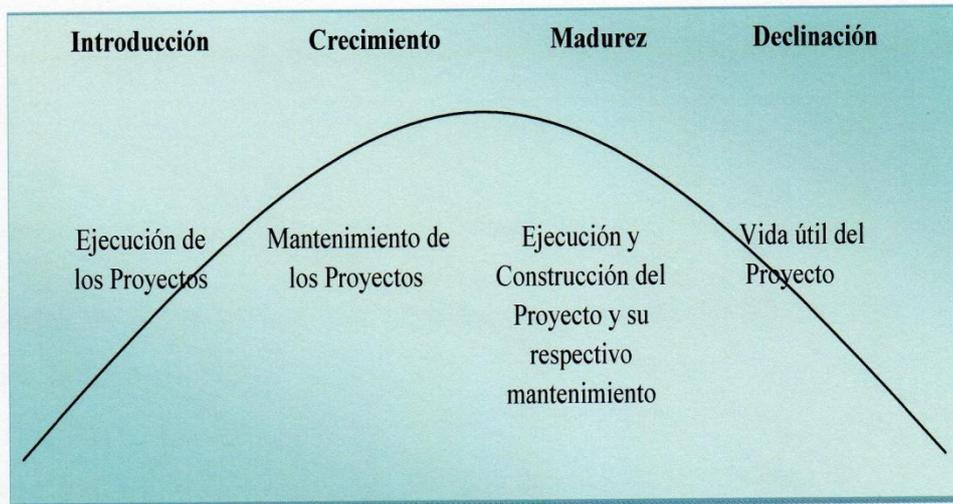 Introducción
Crecimiento
Madurez
Declinación
Ejecución de
los Proyectos
Mantenimiento de
los Proyectos
Ejecución y
Construcción del
Proyecto y su
respectivo
mantenimiento
Vida útil del
Proyecto